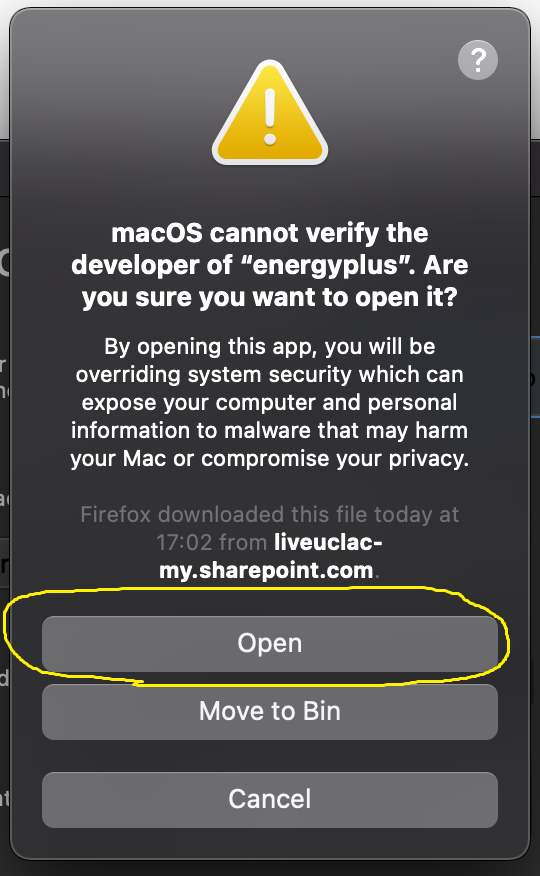 ?
macOS cannot verify the
developer of “energyplus”. Are
you sure you want to open it?
By opening this app, you will be
overriding system security which can
expose your computer and personal
information to malware that may harm
your Mac or compromise your privacy.
Firefox downloaded this file today at
17:02 from liveuclac-
my.sharepoint.com.
Open
Move to Bin
Cancel